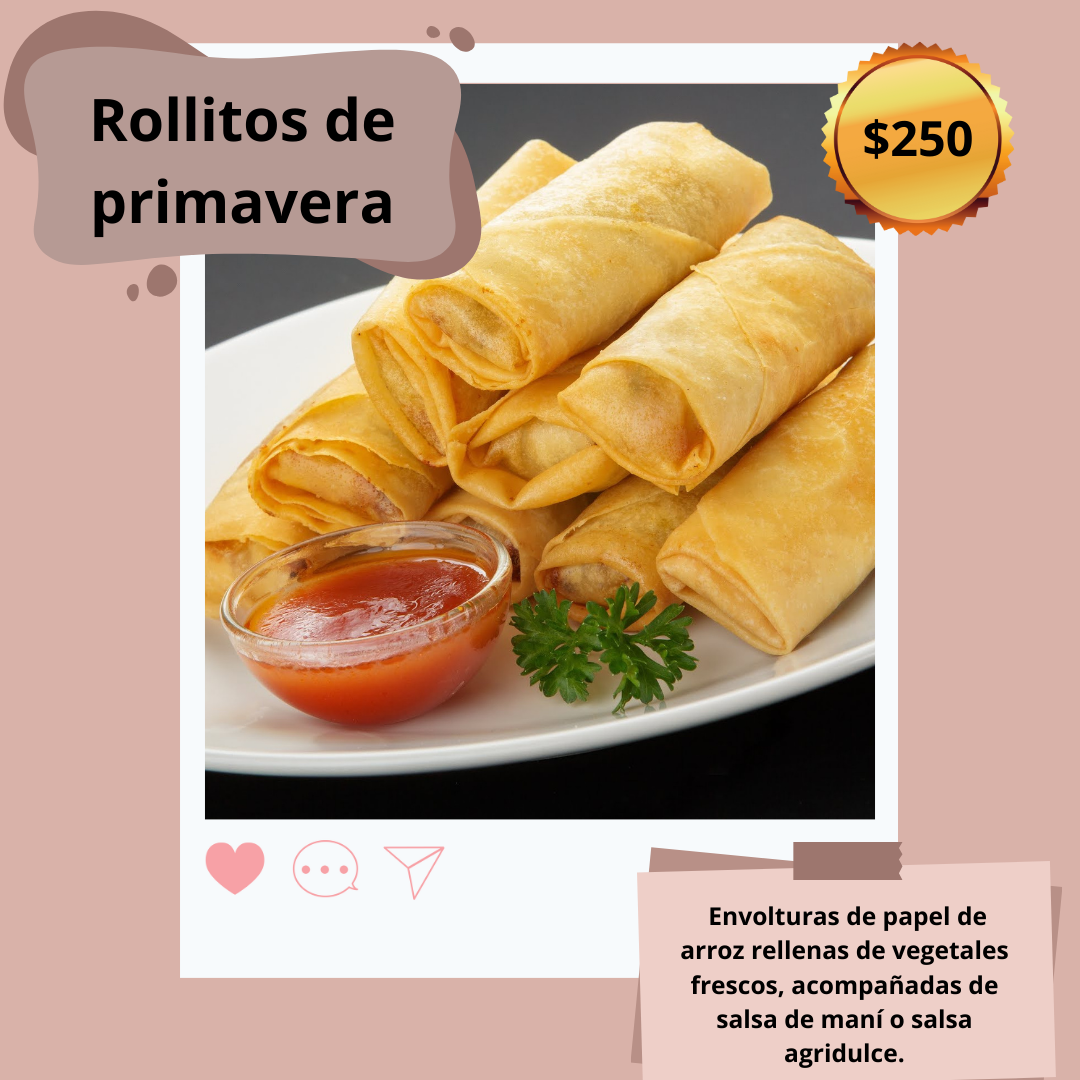 Rollitos de
primavera
$250
Envolturas de papel de
arroz rellenas de vegetales
frescos, acompañadas de
salsa de maní o salsa
agridulce.